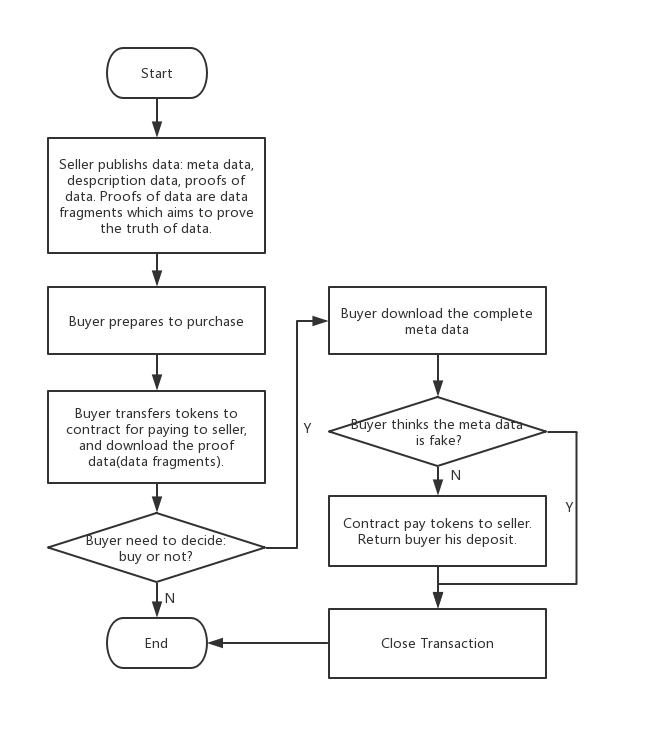 Start
Seller publishs data: meta data,
despcription data, proofs of
data. Proofs of data are data
fragments which aims to prove
the truth of data.
Buyer prepares to purchase
Buyer transfers tokens to
contract for paying to seller,
and download the proof
data(data fragments).
Buyer need to decide:
buy or not?
Y
N
End
Buyer download the complete
meta data
Buyer thinks the meta data
is fake?
N
Y
Contract pay tokens to seller.
Return buyer his deposit.
Close Transaction